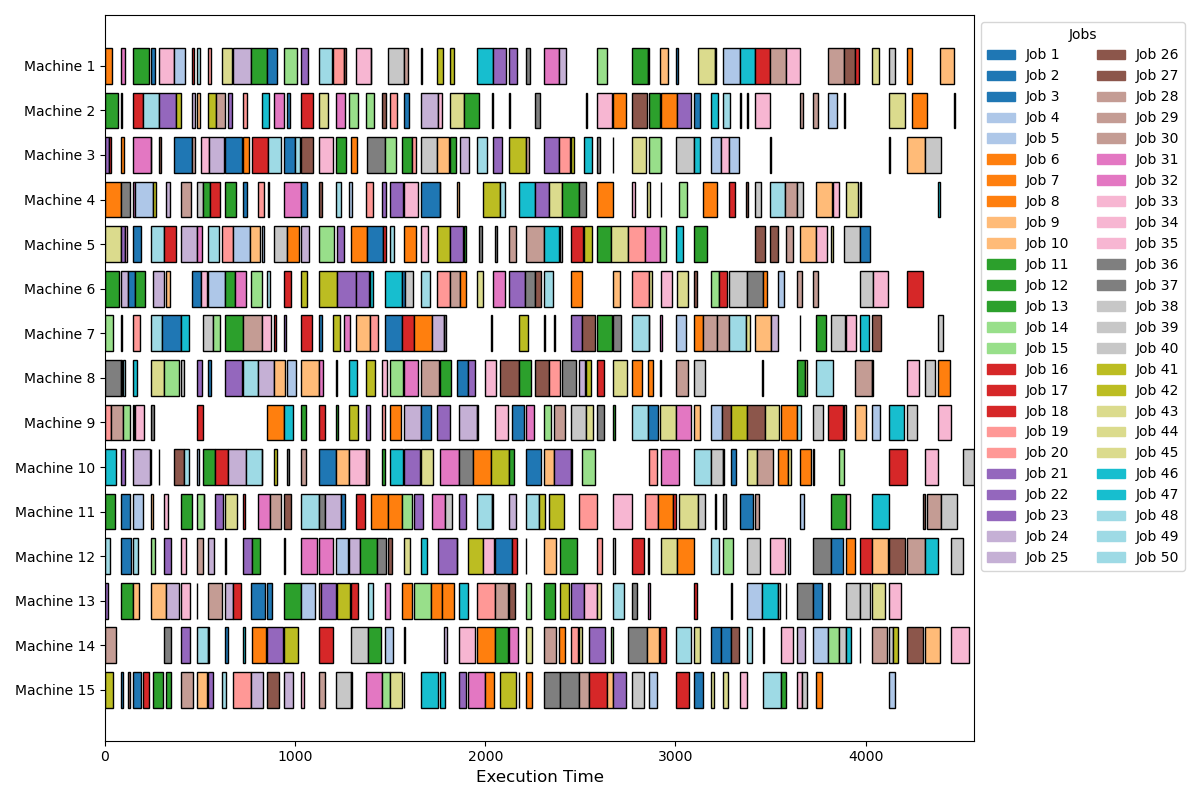 Machine 1
Machine 2
Machine 3
Machine 4
Machine 5
Machine 6
Machine 7
Machine 8
Machine 9
Machine 10
Machine 11
Machine 12
Machine 13
Machine 14
Machine 15
0 1000 2000 3000 4000
Execution Time
Jobs
Job 1 Job 26
Job 2 Job 27
Job 3 Job 28
Job 4 Job 29
Job 5 Job 30
Job 6 Job 31
Job 7 Job 32
Job 8 Job 33
Job 9 Job 34
Job 10 Job 35
Job 11 Job 36
Job 12 Job 37
Job 13 Job 38
Job 14 Job 39
Job 15 Job 40
Job 16 Job 41
Job 17 Job 42
Job 18 Job 43
Job 19 Job 44
Job 20 Job 45
Job 21 Job 46
Job 22 Job 47
Job 23 Job 48
Job 24 Job 49
Job 25 Job 50